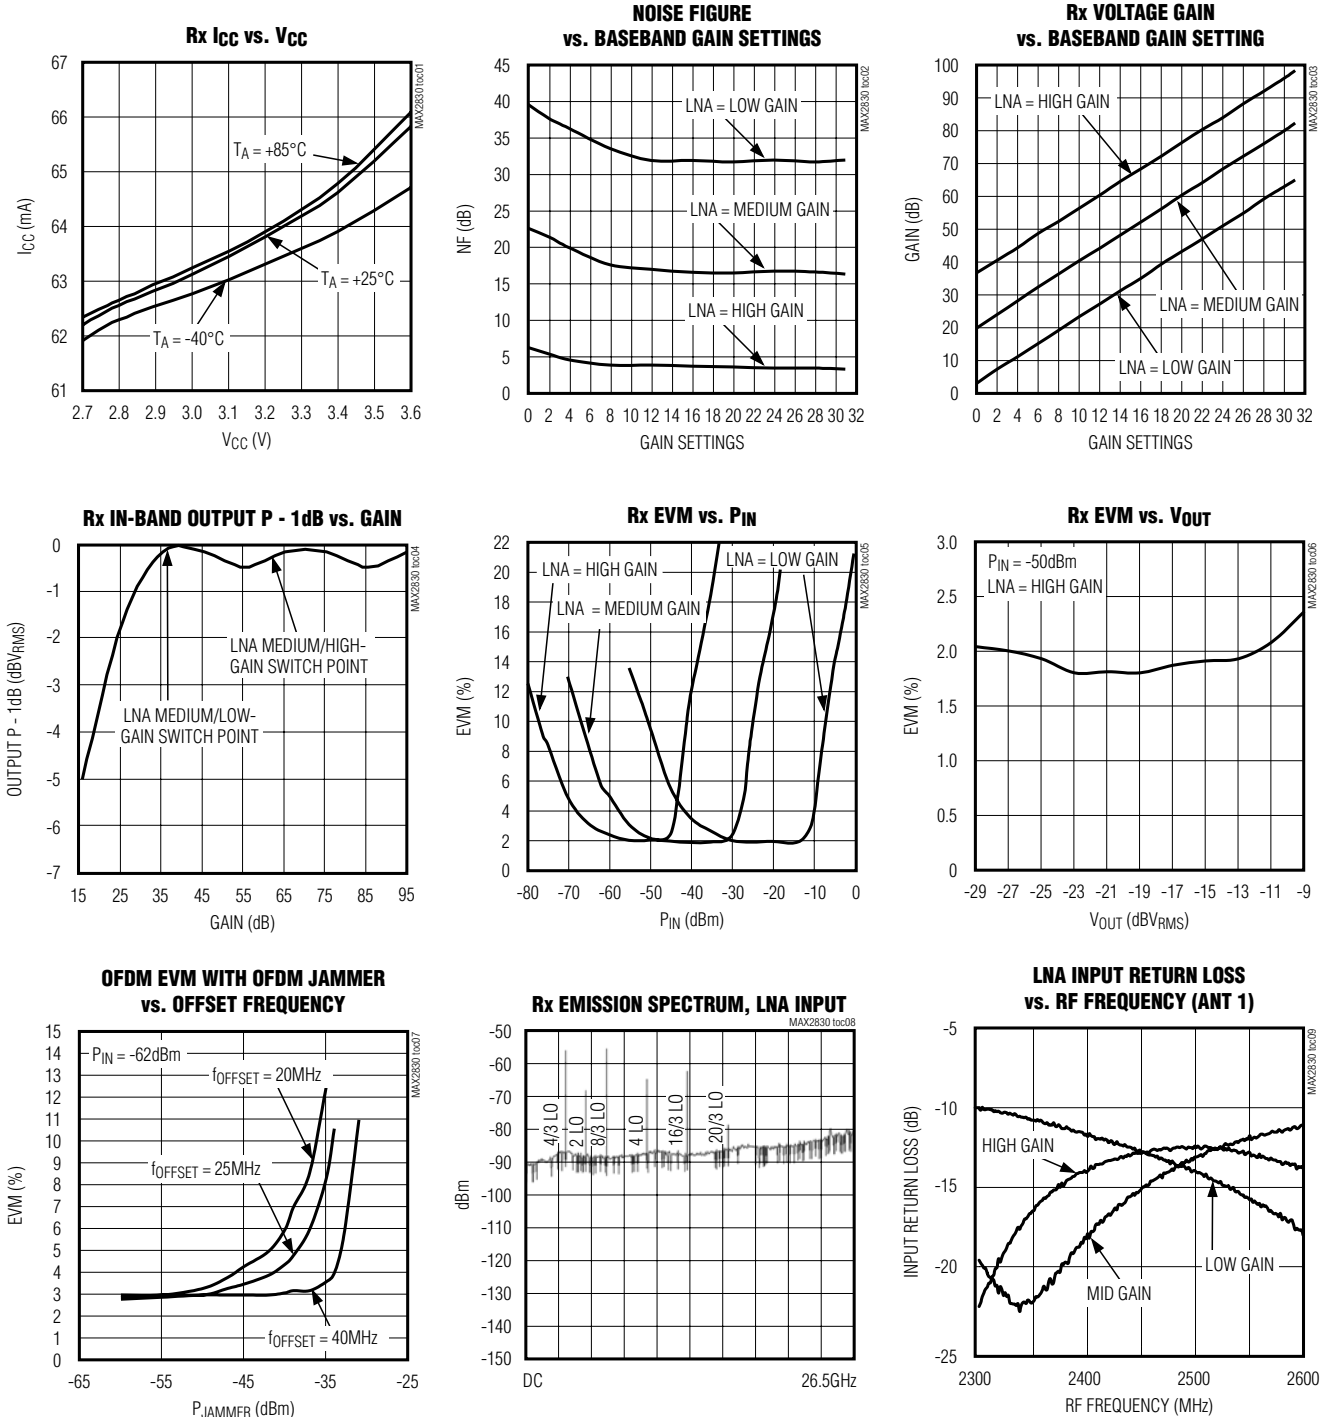 Rx ICC vs. VCC
MAX2830 toc01
ICC (mA)
67
66
65
64
63
62
61
TA = +85°C
TA = +25°C
TA = -40°C
2.7 2.8 2.9 3.0 3.1 3.2 3.3 3.4 3.5 3.6
VCC (V)
NOISE FIGURE
vs. BASEBAND GAIN SETTINGS
MAX2830 toc02
NF (dB)
45
40
35
30
25
20
15
10
5
0
LNA = LOW GAIN
LNA = MEDIUM GAIN
LNA = HIGH GAIN
0 2 4 6 8 10 12 14 16 18 20 22 24 26 28 30 32
GAIN SETTINGS
Rx VOLTAGE GAIN
vs. BASEBAND GAIN SETTING
MAX2830 toc03
GAIN (dB)
100
90
80
70
60
50
40
30
20
10
0
LNA = HIGH GAIN
LNA = MEDIUM GAIN
LNA = LOW GAIN
0 2 4 6 8 10 12 14 16 18 20 22 24 26 28 30 32
GAIN SETTINGS
Rx IN-BAND OUTPUT P - 1dB vs. GAIN
MAX2830 toc04
OUTPUT P - 1dB (dBVRMS)
0
-1
-2
-3
-4
-5
-6
-7
LNA MEDIUM/HIGH-
GAIN SWITCH POINT
LNA MEDIUM/LOW-
GAIN SWITCH POINT
15 25 35 45 55 65 75 85 95
GAIN (dB)
Rx EVM vs. PIN
MAX2830 toc05
EVM (%)
22
20
18
16
14
12
10
8
6
4
2
0
LNA = HIGH GAIN
LNA = LOW GAIN
LNA = MEDIUM GAIN
-80 -70 -60 -50 -40 -30 -20 -10 0
PIN (dBm)
Rx EVM vs. VOUT
MAX2830 toc06
EVM (%)
3.0
2.5
2.0
1.5
1.0
0.5
0
PIN = -50dBm
LNA = HIGH GAIN
-29 -27 -25 -23 -21 -19 -17 -15 -13 -11 -9
VOUT (dBVRMS)
OFDM EVM WITH OFDM JAMMER
vs. OFFSET FREQUENCY
MAX2830 toc07
EVM (%)
15
14
13
12
11
10
9
8
7
6
5
4
3
2
1
0
PIN = -62dBm
fOFFSET = 20MHz
fOFFSET = 25MHz
fOFFSET = 40MHz
-65 -55 -45 -35 -25
PJAMMER (dBm)
Rx EMISSION SPECTRUM, LNA INPUT
MAX2830 toc08
dBm
-50
-60
-70
-80
-90
-100
-110
-120
-130
-140
-150
4/3 LO
2 LO
8/3 LO
4 LO
16/3 LO
20/3 LO
DC 26.5GHz
LNA INPUT RETURN LOSS
vs. RF FREQUENCY (ANT 1)
MAX2830 toc09
INPUT RETURN LOSS (dB)
-5
-10
-15
-20
-25
HIGH GAIN
LOW GAIN
MID GAIN
2300 2400 2500 2600
RF FREQUENCY (MHz)